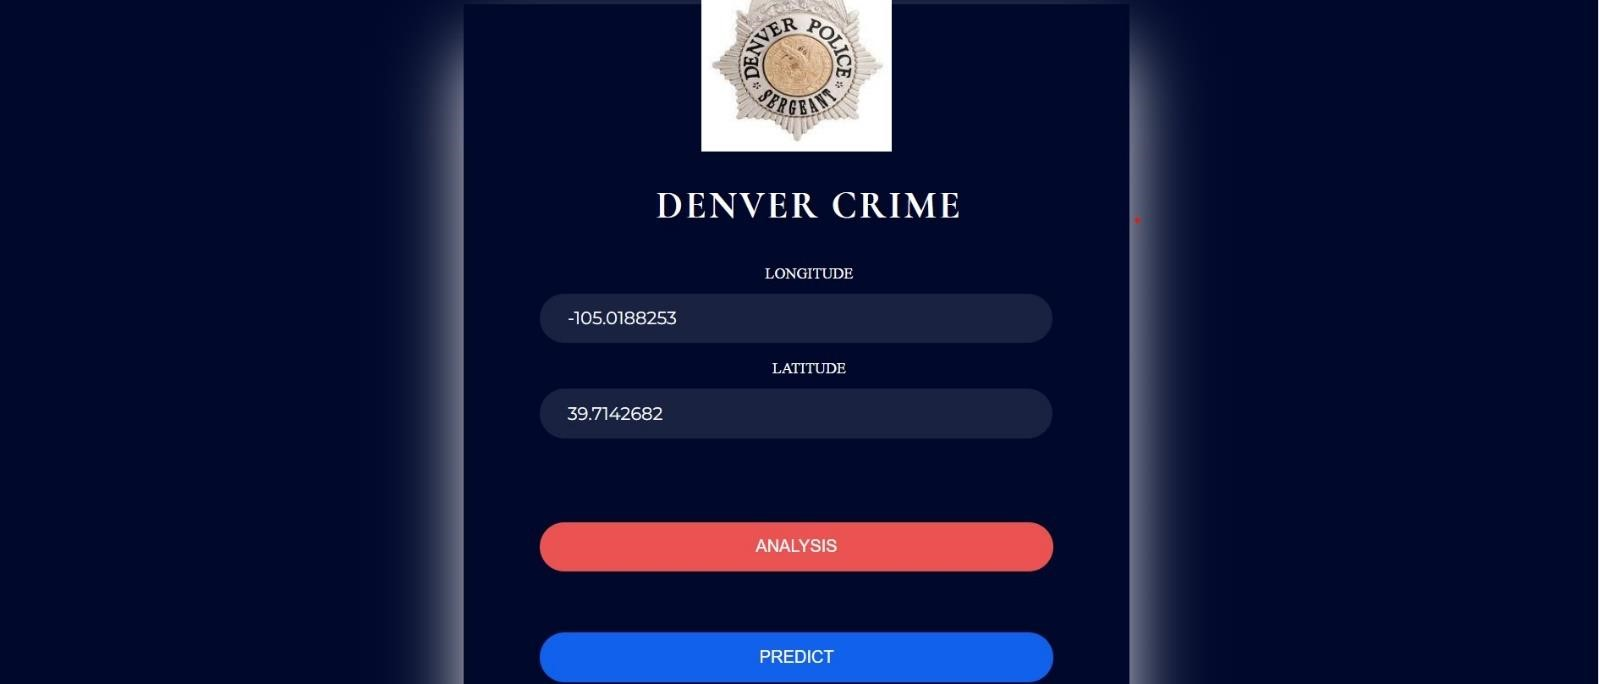 DENVER POLICE
SERGEANT
DENVER CRIME
LONGITUDE
-105.0188253
LATITUDE
39.7142682
ANALYSIS
PREDICT